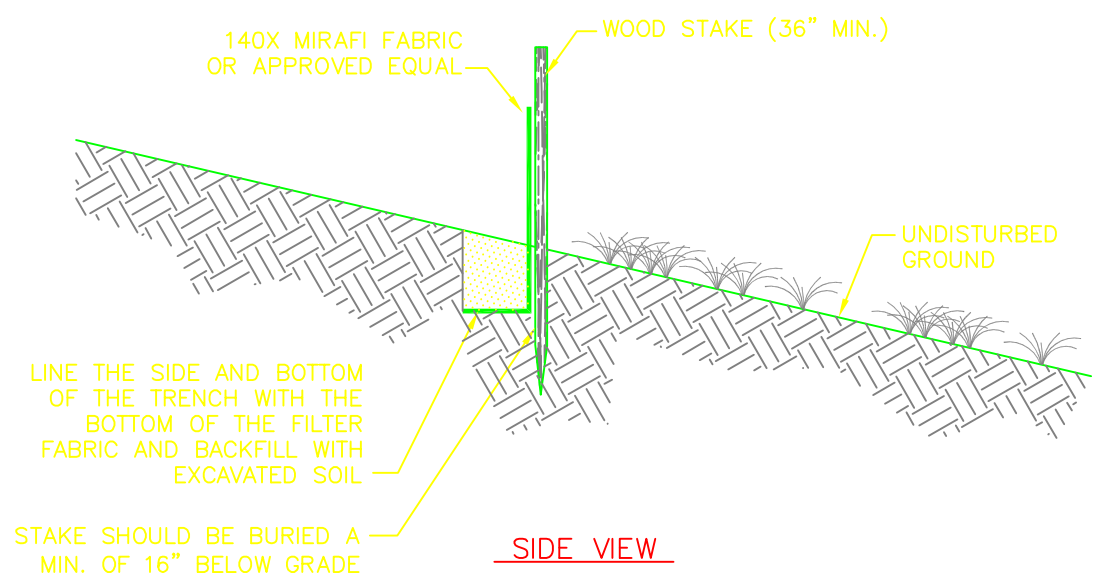 140X MIRAFI FABRIC
OR APPROVED EQUAL
WOOD STAKE (36” MIN.)
UNDISTURBED
GROUND
LINE THE SIDE AND BOTTOM
OF THE TRENCH WITH THE
BOTTOM OF THE FILTER
FABRIC AND BACKFILL WITH
EXCAVATED SOIL
STAKE SHOULD BE BURIED A
MIN. OF 16” BELOW GRADE
SIDE VIEW